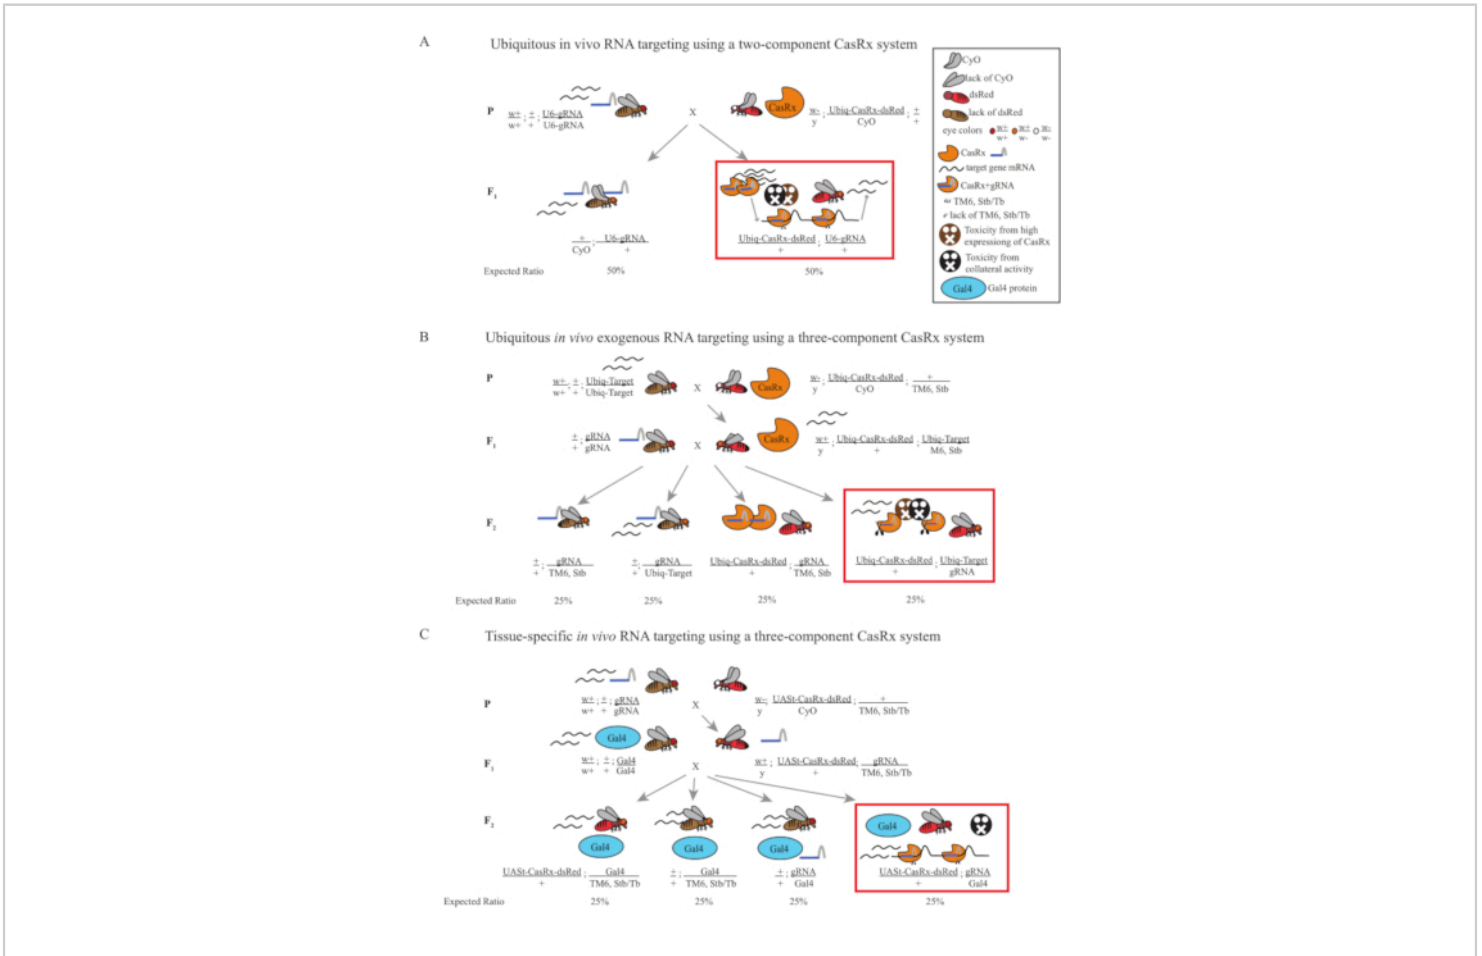 A Ubiquitous in vivo RNA targeting using a two-component CasRx system
P
w+ ; + ; U6-gRNA
w+ + U6-gRNA
X
CasRx
w- ; Ubiq-CasRx-dsRed ; +
y CyO +
F1
+ ; U6-gRNA
CyO +
Ubiq-CasRx-dsRed ; U6-gRNA
+ +
Expected Ratio 50% 50%
CyO
lack of CyO
dsRed
lack of dsRed
eye colors w+ w+ w-
w+ w- w-
CasRx
target gene mRNA
CasRx+gRNA
TM6, Stb/Tb
lack of TM6, Stb/Tb
Toxicity from high
expressiong of CasRx
Toxicity from
collateral activity
Gal4 Gal4 protein
B Ubiquitous in vivo exogenous RNA targeting using a three-component CasRx system
P
w+ ; + ; Ubiq-Target
w+ + Ubiq-Target
X
CasRx
w- ; Ubiq-CasRx-dsRed ; +
y CyO TM6, Stb
F1
+ ; gRNA
+ gRNA
X
CasRx
w+ ; Ubiq-CasRx-dsRed ; Ubiq-Target
y + M6, Stb
F2
+ ; gRNA
+ TM6, Stb
+ ; gRNA
+ Ubiq-Target
Ubiq-CasRx-dsRed ; gRNA
+ TM6, Stb
Ubiq-CasRx-dsRed ; Ubiq-Target
+ gRNA
Expected Ratio 25% 25% 25% 25%
C Tissue-specific in vivo RNA targeting using a three-component CasRx system
P
w+ ; + ; gRNA
w+ + gRNA
X
w- ; UASt-CasRx-dsRed ; +
y CyO TM6, Stb/Tb
F1
Gal4
w+ ; + ; Gal4
w+ + Gal4
X
w+ ; UASt-CasRx-dsRed ; gRNA
y + TM6, Stb/Tb
F2
Gal4 Gal4 Gal4 Gal4
UASt-CasRx-dsRed ; Gal4
+ TM6, Stb/Tb
+ ; Gal4
+ TM6, Stb/Tb
+ ; gRNA
+ Gal4
UASt-CasRx-dsRed ; gRNA
+ Gal4
Expected Ratio 25% 25% 25% 25%